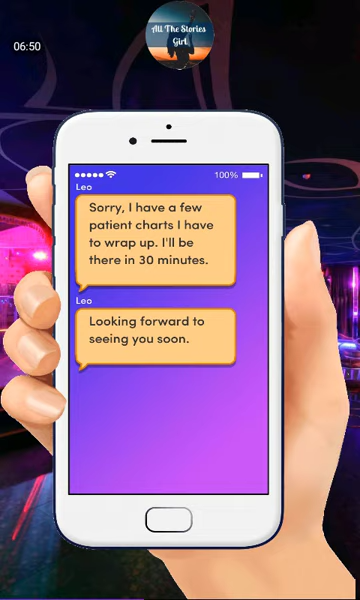 All The Stories
Girl
06:50
100%
Leo
Sorry, I have a few
patient charts I have
to wrap up. I'll be
there in 30 minutes.
Leo
Looking forward to
seeing you soon.